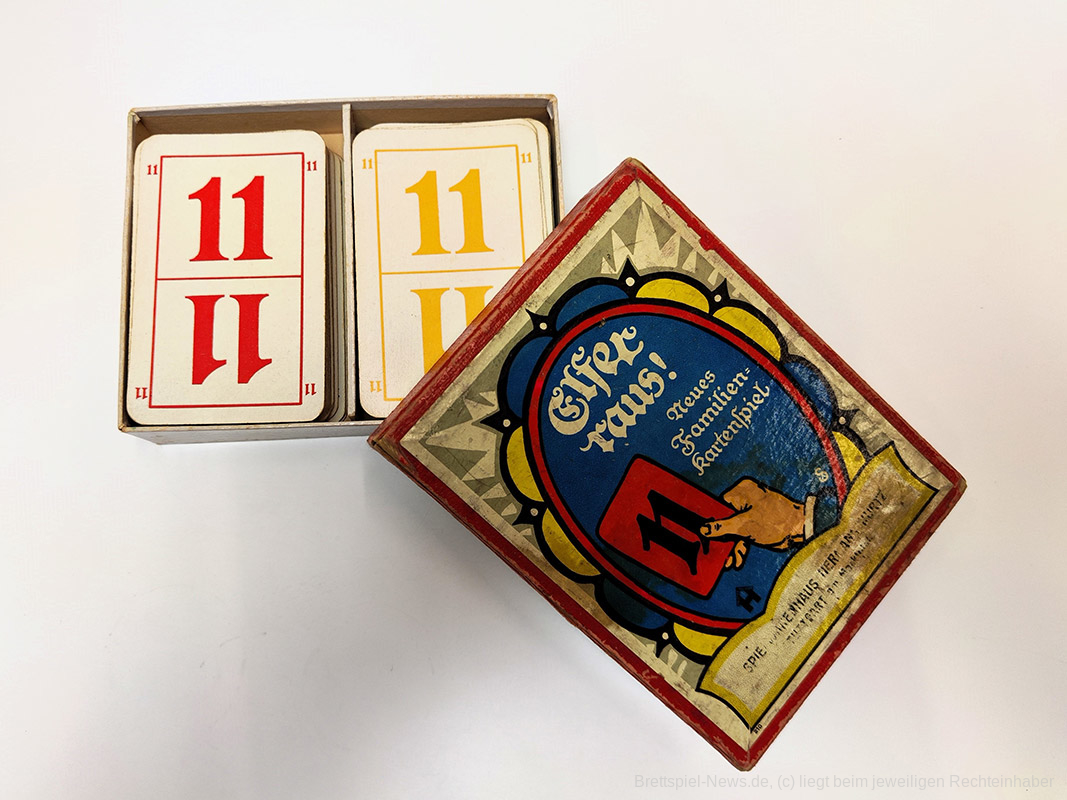 11 11
11
11
11 11
11 11
11
11
11
Elfer
raus!
Neues
Familien=
Kartenspiel
11
Brettspiel-News.de, (c) liegt beim jeweiligen Rechteinhaber